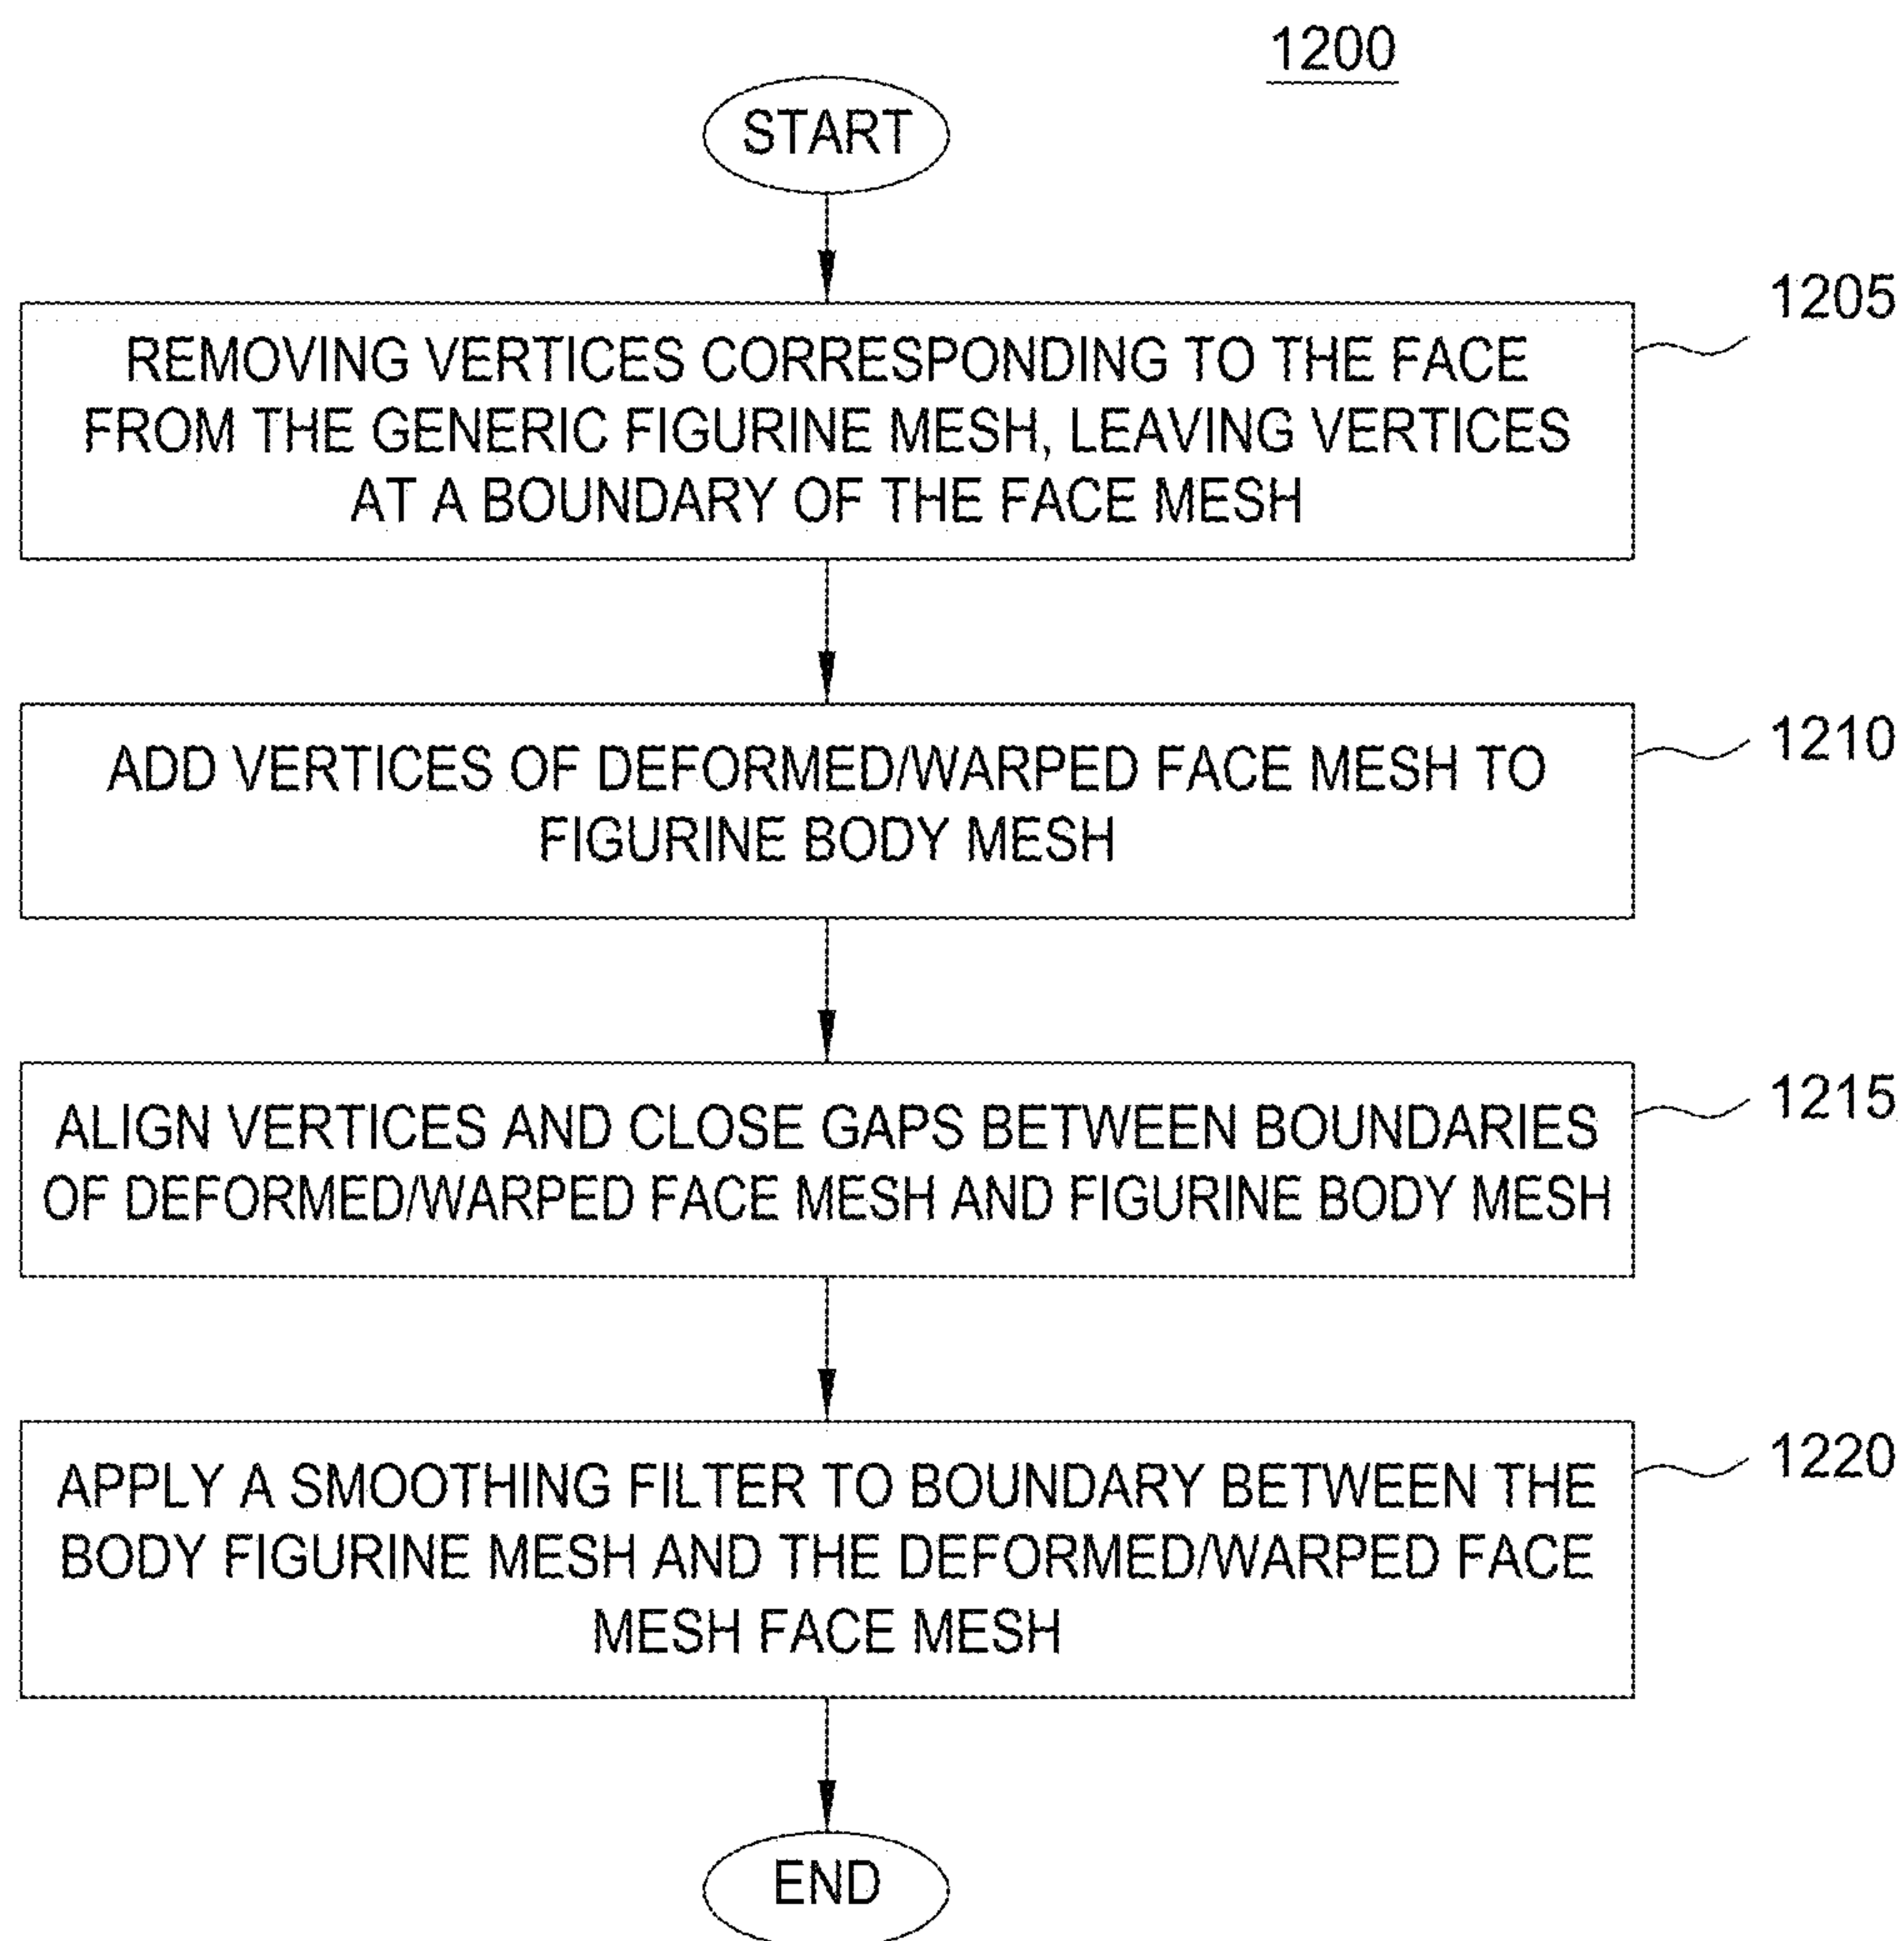 1200
START
1205
REMOVING VERTICES CORRESPONDING TO THE FACE
FROM THE GENERIC FIGURINE MESH, LEAVING VERTICES
AT A BOUNDARY OF THE FACE MESH
1210
ADD VERTICES OF DEFORMED/WARPED FACE MESH TO
FIGURINE BODY MESH
1215
ALIGN VERTICES AND CLOSE GAPS BETWEEN BOUNDARIES
OF DEFORMED/WARPED FACE MESH AND FIGURINE BODY MESH
1220
APPLY A SMOOTHING FILTER TO BOUNDARY BETWEEN THE
BODY FIGURINE MESH AND THE DEFORMED/WARPED FACE
MESH FACE MESH
END